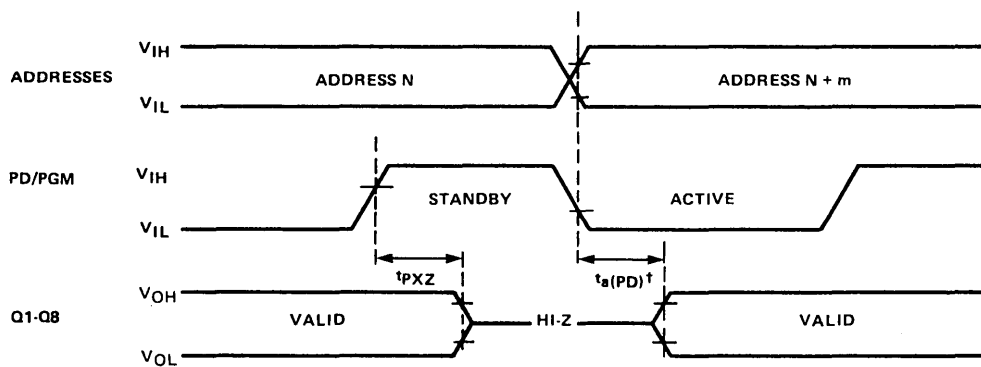 VIH
ADDRESSES ADDRESS N ADDRESS N + m
VIL
PD/PGM VIH
STANDBY ACTIVE
VIL
tPXZ ta(PD)†
VOH
Q1-Q8 VALID HI-Z VALID
VOL